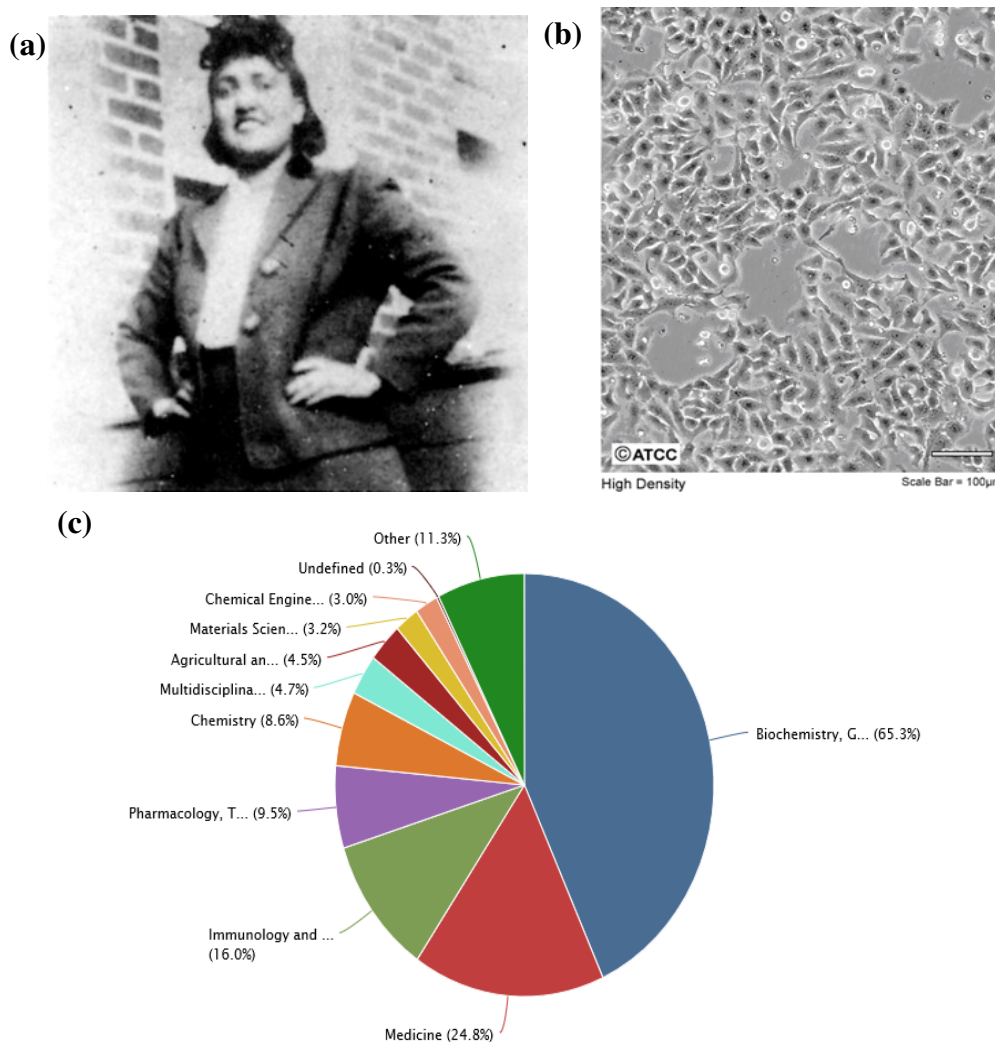 (a)
(b)
©ATCC
High Density
Scale Bar = 100µm
(c)
Other (11.3%)
Undefined (0.3%)
Chemical Engine... (3.0%)
Materials Scien... (3.2%)
Agricultural an... (4.5%)
Multidisciplina... (4.7%)
Chemistry (8.6%)
Biochemistry, G... (65.3%)
Pharmacology, T... (9.5%)
Immunology and ...
(16.0%)
Medicine (24.8%)